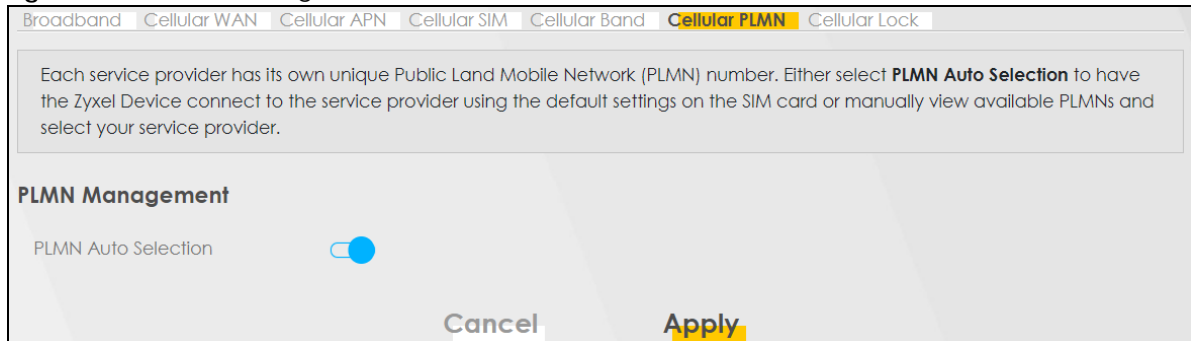 Broadband Cellular WAN Cellular APN Cellular SIM Cellular Band Cellular PLMN Cellular Lock
Each service provider has its own unique Public Land Mobile Network (PLMN) number. Either select PLMN Auto Selection to have
the Zyxel Device connect to the service provider using the default settings on the SIM card or manually view available PLMNs and
select your service provider.
PLMN Management
PLMN Auto Selection
Cancel Apply